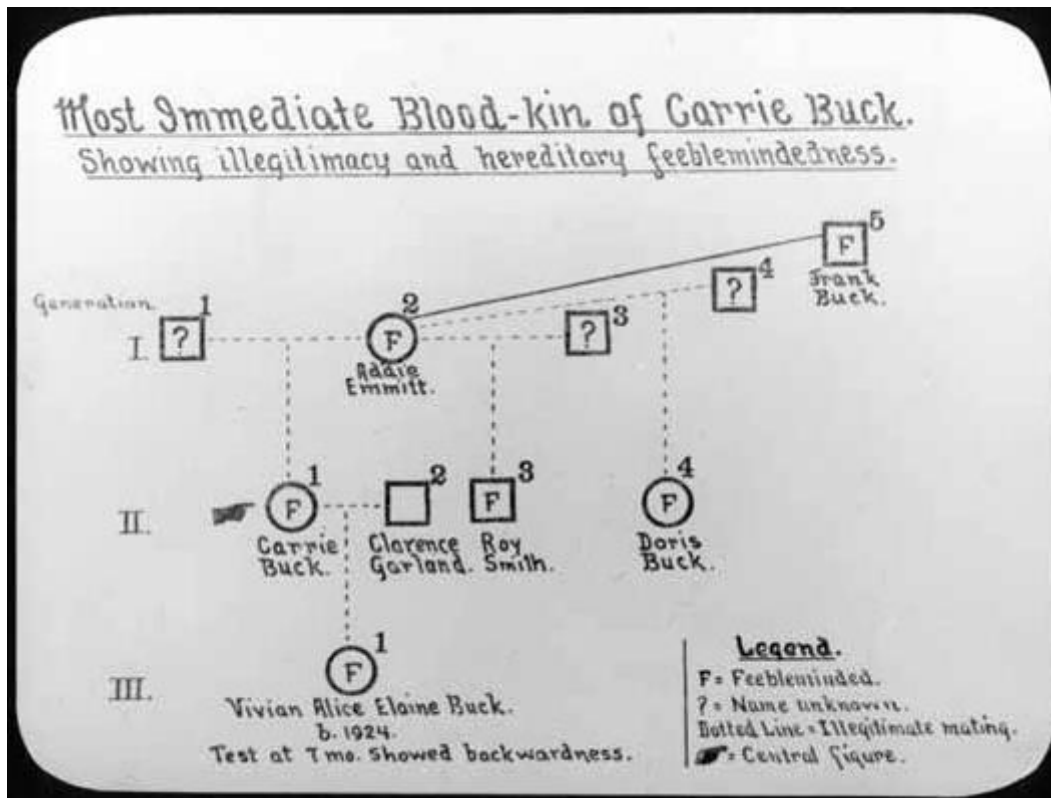 Most Immediate Blood-kin of Carrie Buck.
Showing illegitimacy and hereditary feeblemindedness.
5
F
Frank
Buck.
4
?
Generation.
1
2
3
I.
?
F
?
Addie
Emmitt.
1
2
3
4
II.
F
F
F
Carrie
Buck.
Clarence
Garland.
Roy
Smith.
Doris
Buck.
1
III.
F
Vivian Alice Elaine Buck.
b. 1924.
Test at 7 mo. showed backwardness.
Legend.
F = Feebleminded.
? = Name unknown.
Dotted Line = Illegitimate mating.
= Central figure.